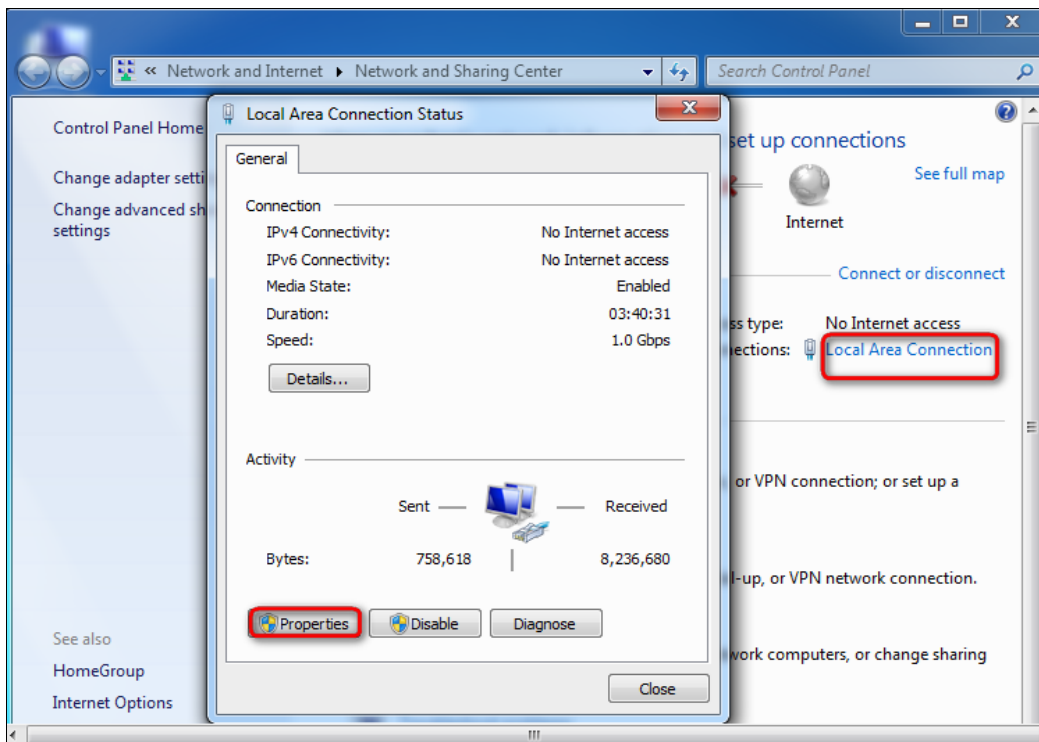 « Network and Internet ▸ Network and Sharing Center
Search Control Panel
Control Panel Home
Change adapter setti
Change advanced sh
settings
See also
HomeGroup
Internet Options
Local Area Connection Status
General
Connection
IPv4 Connectivity: No Internet access
IPv6 Connectivity: No Internet access
Media State: Enabled
Duration: 03:40:31
Speed: 1.0 Gbps
Details...
Activity
Sent Received
Bytes: 758,618 8,236,680
Properties Disable Diagnose
Close
set up connections
See full map
Internet
Connect or disconnect
ss type: No Internet access
nections: Local Area Connection
or VPN connection; or set up a
l-up, or VPN network connection.
work computers, or change sharing